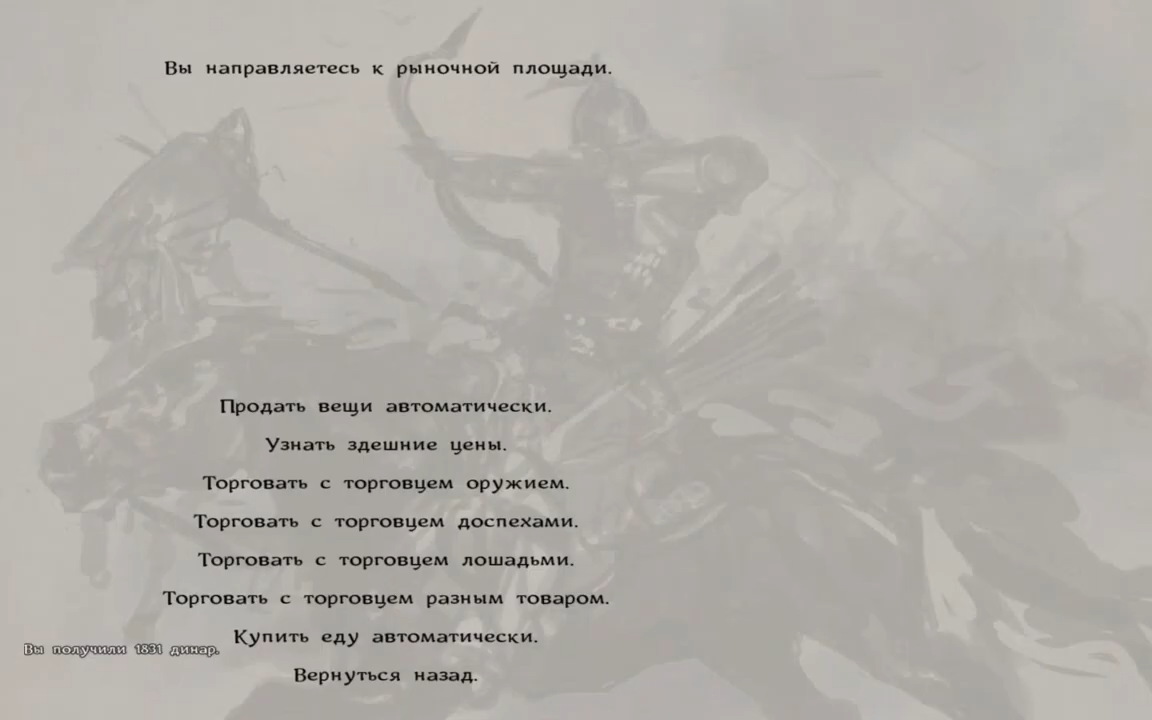 Вы направляетесь к рыночной площади.
Продать вещи автоматически.
Узнать здешние цены.
Торговать с торговцем оружием.
Торговать с торговцем доспехами.
Торговать с торговцем лошадьми.
Торговать с торговцем разным товаром.
Купить еду автоматически.
Вы получили 1831 динар.
Вернуться назад.